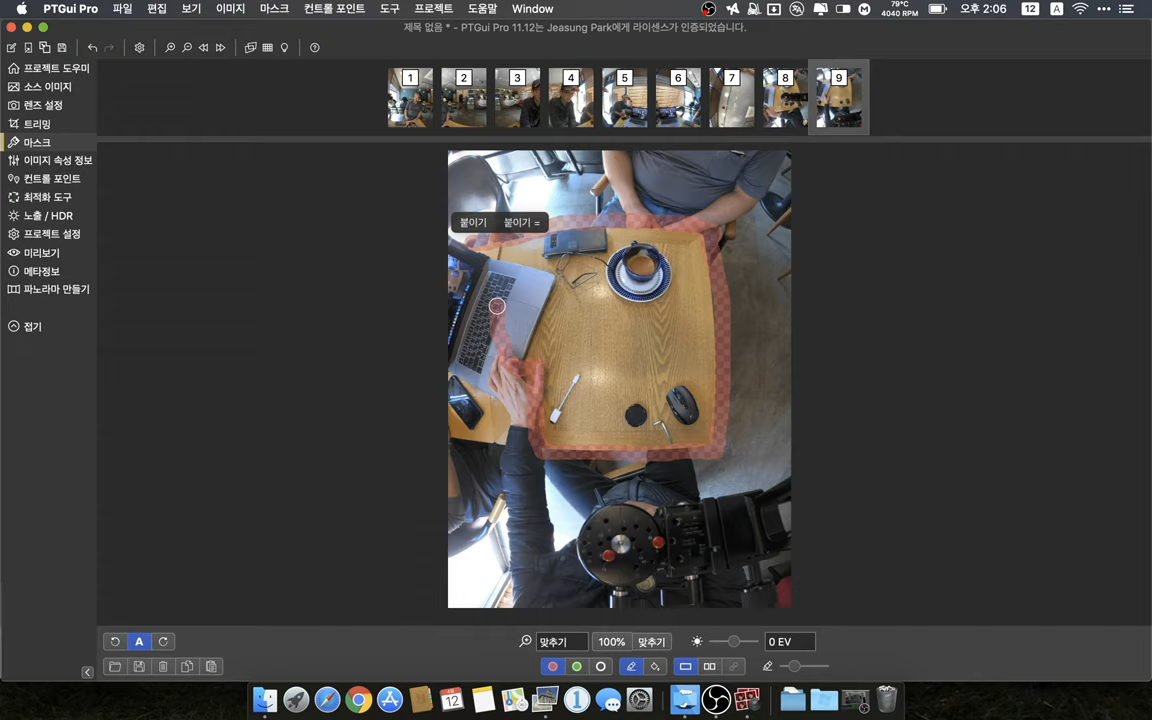 PTGui Pro 파일 편집 보기 이미지 마스크 컨트롤 포인트 도구 프로젝트 도움말 Window 79°C 4040 RPM 오후 2:06 12 A
제목 없음 * - PTGui Pro 11.12는 Jeasung Park에게 라이센스가 인증되었습니다.
프로젝트 도우미
소스 이미지
렌즈 설정
트리밍
마스크
이미지 속성 정보
컨트롤 포인트
최적화 도구
노출 / HDR
프로젝트 설정
미리보기
메타정보
파노라마 만들기
접기
1 2 3 4 5 6 7 8 9
붙이기 붙이기 =
A
맞추기 100% 맞추기 0 EV
12
1